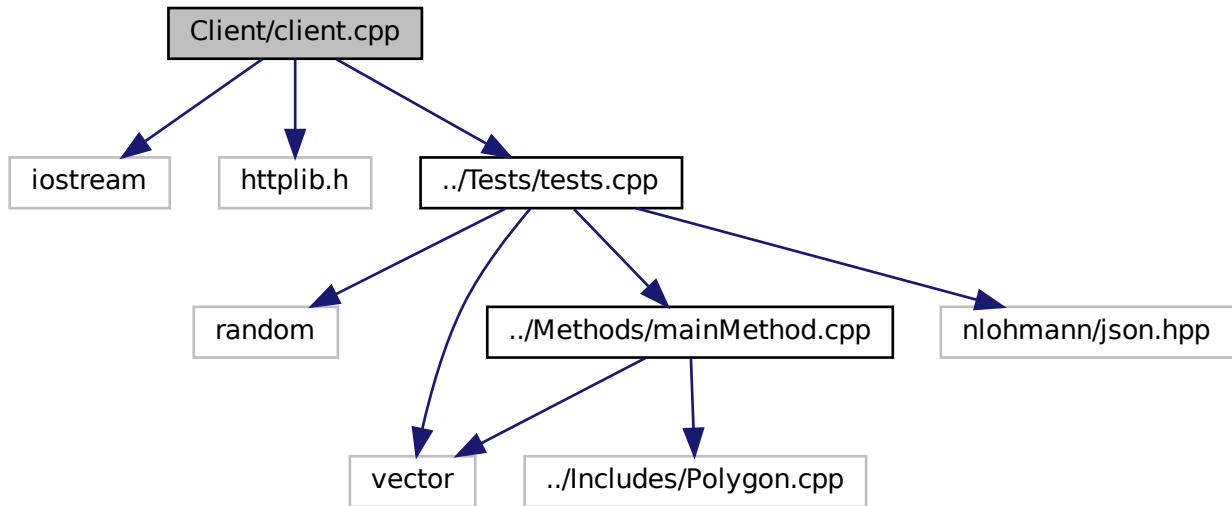 Client/client.cpp
iostream
httplib.h
../Tests/tests.cpp
random
../Methods/mainMethod.cpp
nlohmann/json.hpp
vector
../Includes/Polygon.cpp